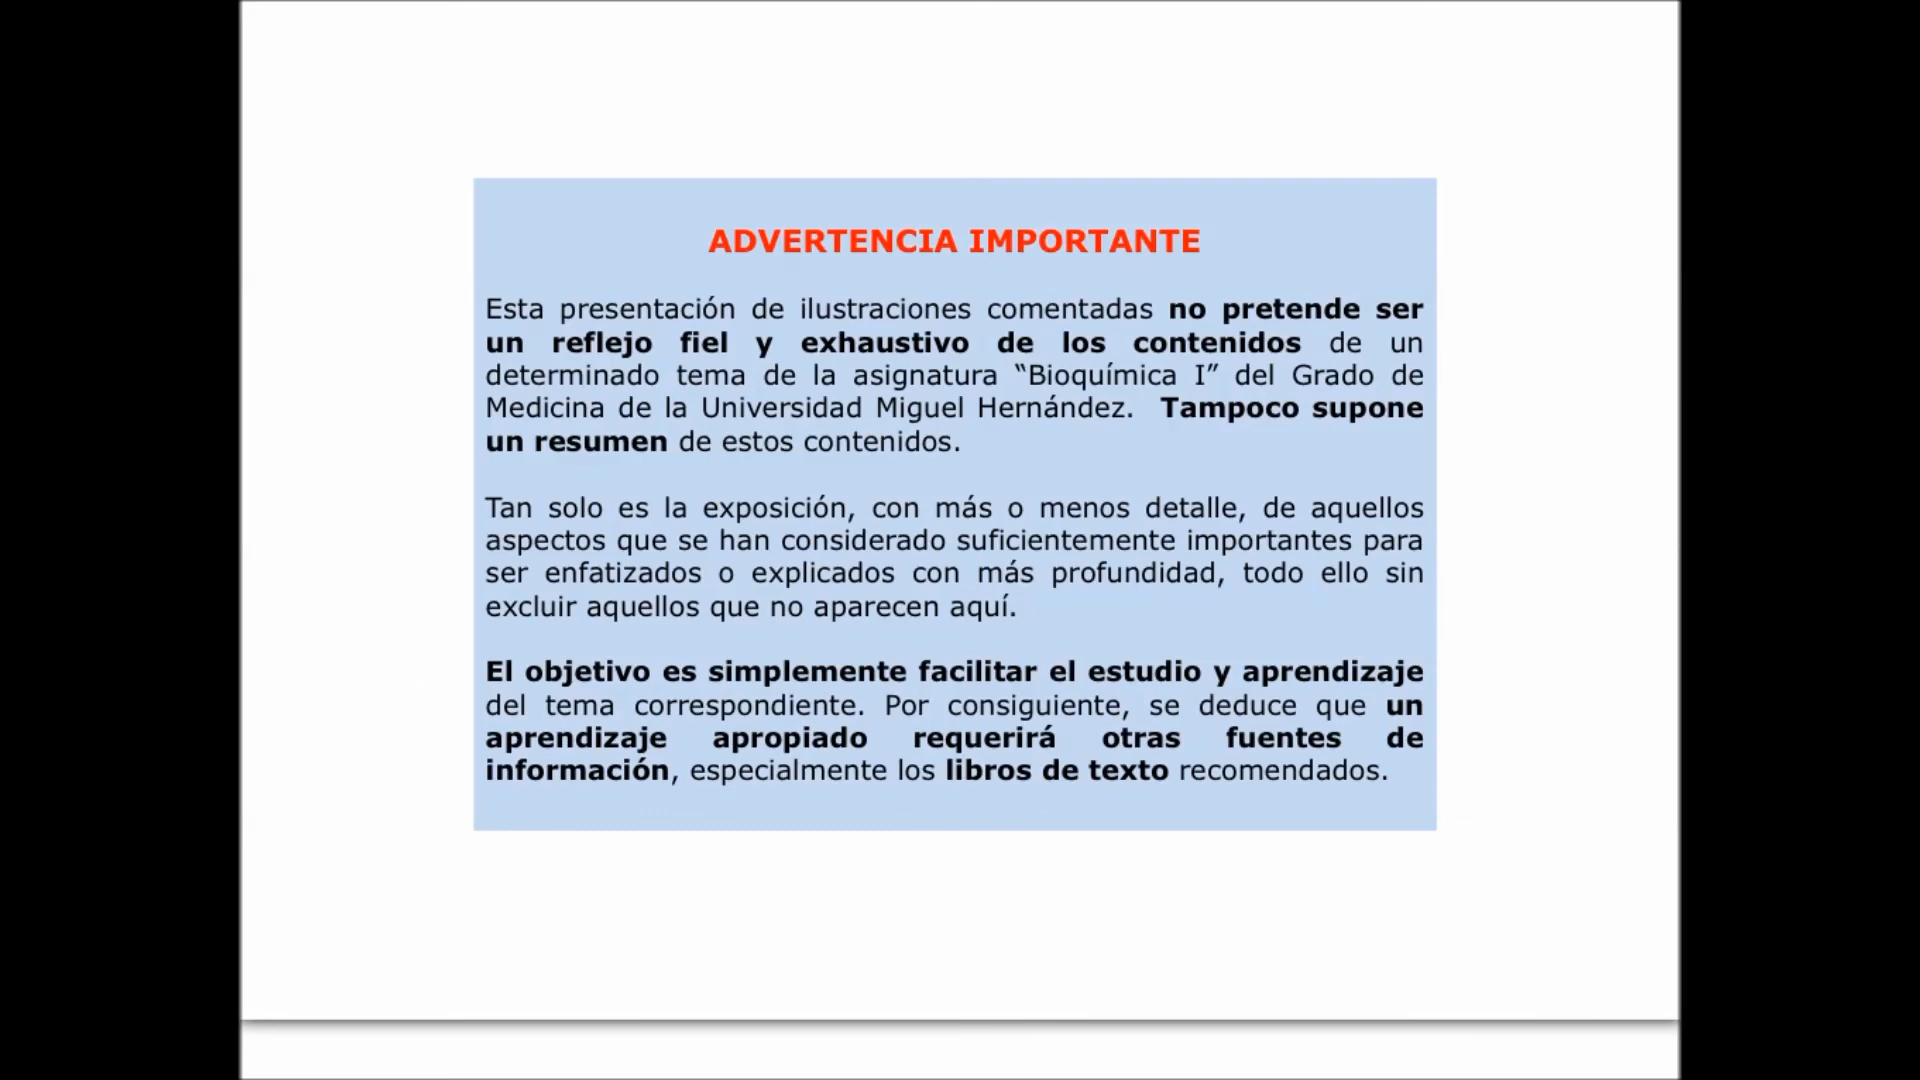 ADVERTENCIA IMPORTANTE
Esta presentación de ilustraciones comentadas no pretende ser
un reflejo fiel y exhaustivo de los contenidos de un
determinado tema de la asignatura “Bioquímica I” del Grado de
Medicina de la Universidad Miguel Hernández. Tampoco supone
un resumen de estos contenidos.
Tan solo es la exposición, con más o menos detalle, de aquellos
aspectos que se han considerado suficientemente importantes para
ser enfatizados o explicados con más profundidad, todo ello sin
excluir aquellos que no aparecen aquí.
El objetivo es simplemente facilitar el estudio y aprendizaje
del tema correspondiente. Por consiguiente, se deduce que un
aprendizaje apropiado requerirá otras fuentes de
información, especialmente los libros de texto recomendados.